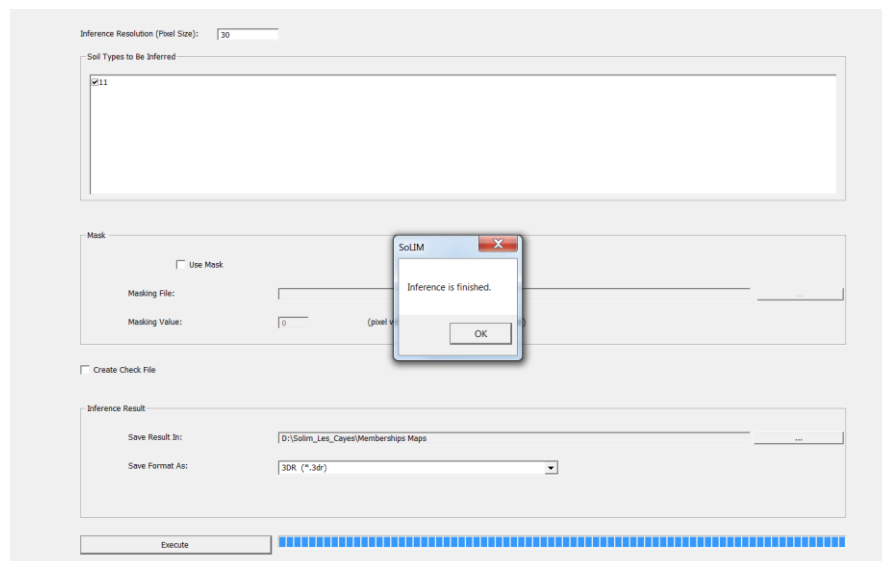 Inference Resolution (Pixel Size): 30
Soil Types to Be Inferred
11
Mask
Use Mask
Masking File:
...
Masking Value: 0 (pixel
SoLIM
Inference is finished.
OK
Create Check File
Inference Result
Save Result In: D:\Solim_Les_Cayes\Memberships Maps ...
Save Format As: 3DR (*.3dr)
Execute